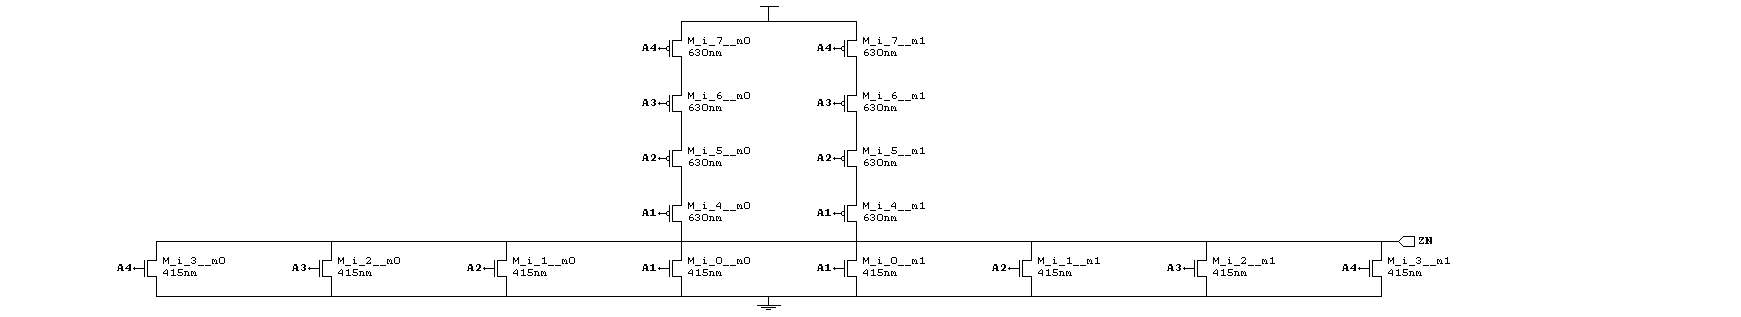 A4 M_i_7__m0
630nm
A4 M_i_7__m1
630nm
A3 M_i_6__m0
630nm
A3 M_i_6__m1
630nm
A2 M_i_5__m0
630nm
A2 M_i_5__m1
630nm
A1 M_i_4__m0
630nm
A1 M_i_4__m1
630nm
ZN
A4 M_i_3__m0
415nm
A3 M_i_2__m0
415nm
A2 M_i_1__m0
415nm
A1 M_i_0__m0
415nm
A1 M_i_0__m1
415nm
A2 M_i_1__m1
415nm
A3 M_i_2__m1
415nm
A4 M_i_3__m1
415nm